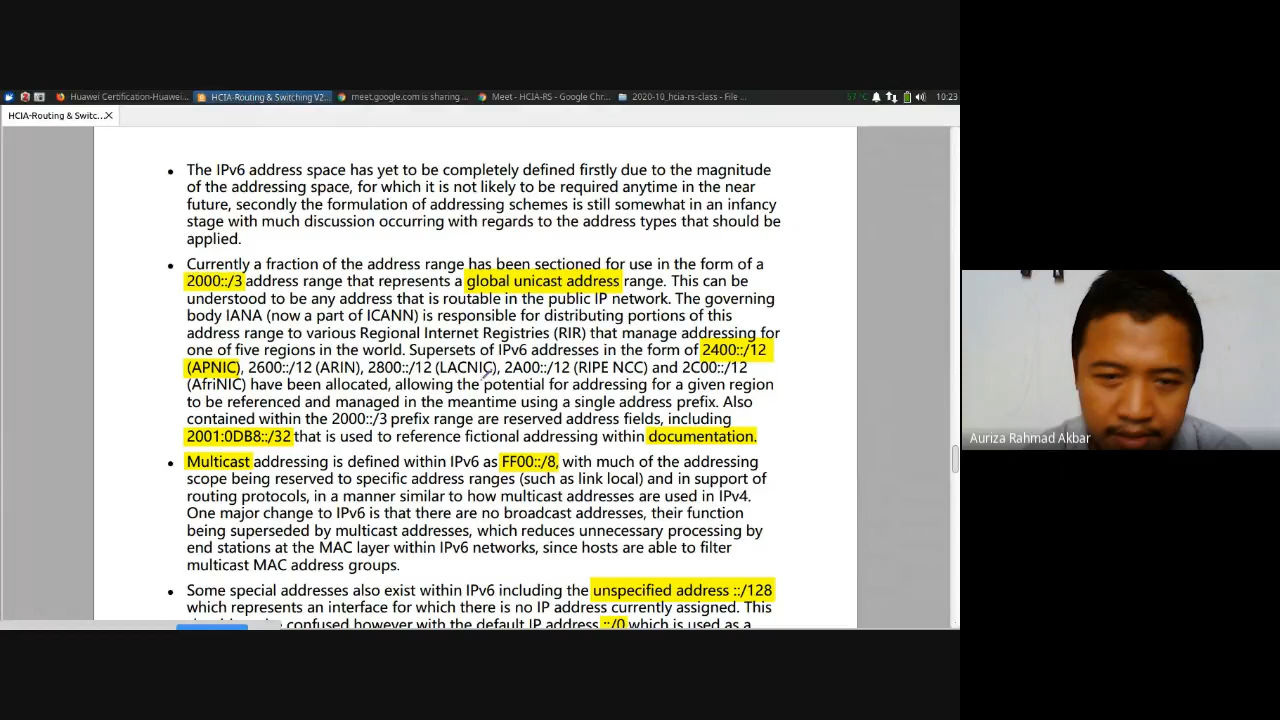 Huawei Certification-Huawei...
HCIA-Routing & Switching V2...
meet.google.com is sharing ...
Meet - HCIA-RS - Google Chr...
2020-10_hcia-rs-class - File ...
57°C
10:23
HCIA-Routing & Switc...
• The IPv6 address space has yet to be completely defined firstly due to the magnitude
of the addressing space, for which it is not likely to be required anytime in the near
future, secondly the formulation of addressing schemes is still somewhat in an infancy
stage with much discussion occurring with regards to the address types that should be
applied.
• Currently a fraction of the address range has been sectioned for use in the form of a
2000::/3 address range that represents a global unicast address range. This can be
understood to be any address that is routable in the public IP network. The governing
body IANA (now a part of ICANN) is responsible for distributing portions of this
address range to various Regional Internet Registries (RIR) that manage addressing for
one of five regions in the world. Supersets of IPv6 addresses in the form of 2400::/12
(APNIC), 2600::/12 (ARIN), 2800::/12 (LACNIC), 2A00::/12 (RIPE NCC) and 2C00::/12
(AfriNIC) have been allocated, allowing the potential for addressing for a given region
to be referenced and managed in the meantime using a single address prefix. Also
contained within the 2000::/3 prefix range are reserved address fields, including
2001:0DB8::/32 that is used to reference fictional addressing within documentation.
• Multicast addressing is defined within IPv6 as FF00::/8, with much of the addressing
scope being reserved to specific address ranges (such as link local) and in support of
routing protocols, in a manner similar to how multicast addresses are used in IPv4.
One major change to IPv6 is that there are no broadcast addresses, their function
being superseded by multicast addresses, which reduces unnecessary processing by
end stations at the MAC layer within IPv6 networks, since hosts are able to filter
multicast MAC address groups.
• Some special addresses also exist within IPv6 including the unspecified address ::/128
which represents an interface for which there is no IP address currently assigned. This
confused however with the default IP address ::/0 which is used as a
Auriza Rahmad Akbar